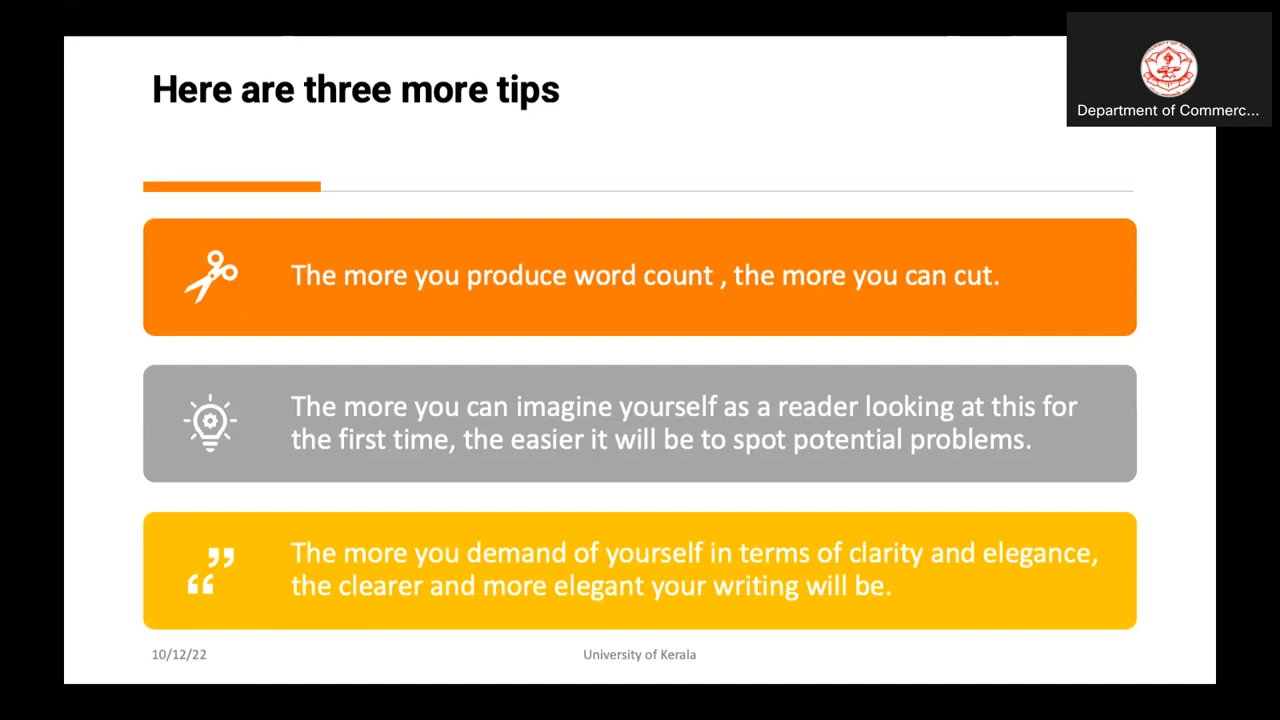 Here are three more tips
Department of Commerc...
The more you produce word count , the more you can cut.
The more you can imagine yourself as a reader looking at this for
the first time, the easier it will be to spot potential problems.
The more you demand of yourself in terms of clarity and elegance,
the clearer and more elegant your writing will be.
10/12/22
University of Kerala